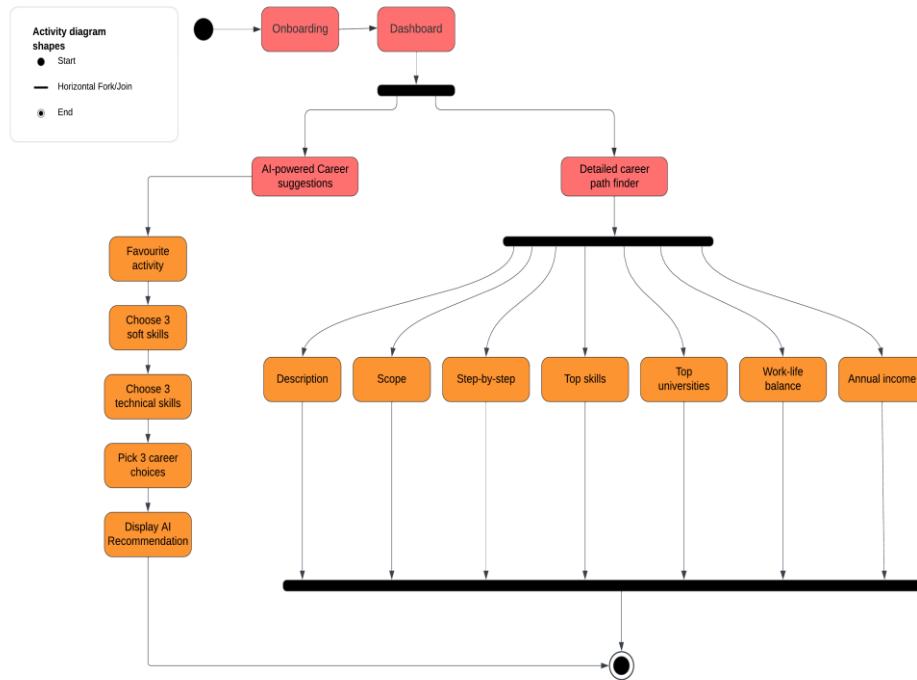 Activity diagram
shapes
Start
Horizontal Fork/Join
End
Onboarding
Dashboard
AI-powered Career
suggestions
Detailed career
path finder
Favourite
activity
Choose 3
soft skills
Choose 3
technical skills
Pick 3 career
choices
Display AI
Recommendation
Description
Scope
Step-by-step
Top skills
Top
universities
Work-life
balance
Annual income